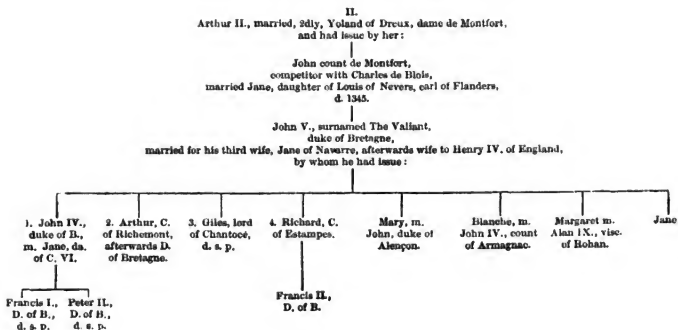 II.
Arthur II., married, 2dly, Yoland of Dreux, dame de Montfort,
and had issue by her:
John count de Montfort,
competitor with Charles de Blois,
married Jane, daughter of Louis of Nevers, earl of Flanders,
d. 1345.
John V., surnamed The Valiant,
duke of Bretagne,
married for his third wife, Jane of Navarre, afterwards wife to Henry IV. of England,
by whom he had issue:
1. John IV.,
duke of B.,
m. Jane, da.
of C. VI.
2. Arthur, C.
of Richemont,
afterwards D.
of Bretagne.
3. Giles, lord
of Chantocé,
d. s. p.
4. Richard, C.
of Estampes.
Mary, m.
John, duke of
Alençon.
Blanche, m.
John IV., count
of Armagnac.
Margaret m.
Alan IX., visc.
of Rohan.
Jane
Francis I.,
D. of B.,
d. s. p.
Peter II.,
D. of B.,
d. s. p.
Francis II.,
D. of B.